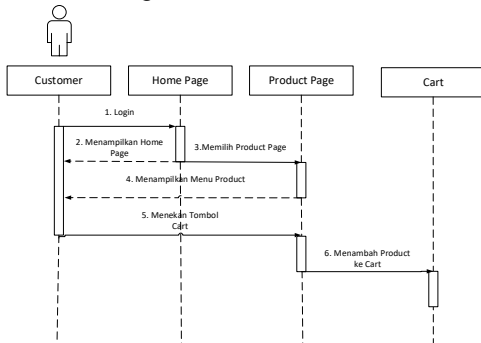 Customer
Home Page
Product Page
Cart
1. Login
2. Menampilkan Home
Page
3.Memilih Product Page
4. Menampilkan Menu Product
5. Menekan Tombol
Cart
6. Menambah Product
ke Cart